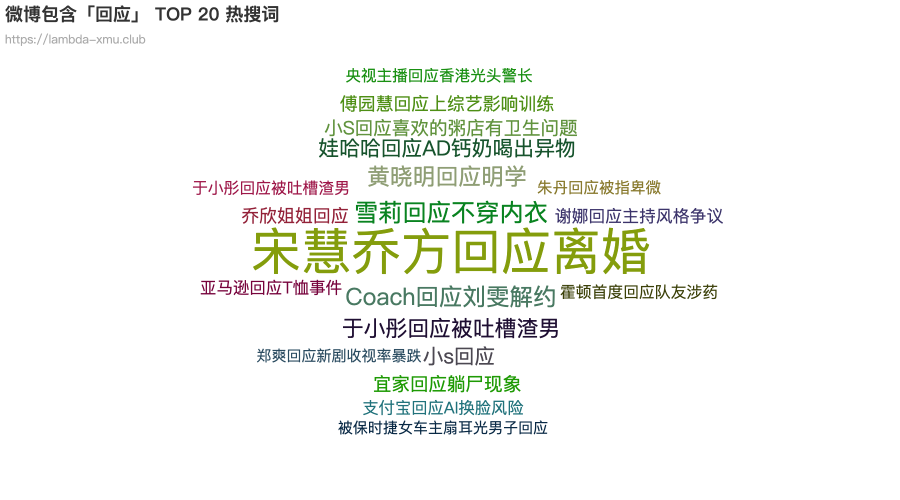 微博包含「回应」 TOP 20 热搜词
https://lambda-xmu.club
央视主播回应香港光头警长
傅园慧回应上综艺影响训练
小S回应喜欢的粥店有卫生问题
娃哈哈回应AD钙奶喝出异物
黄晓明回应明学
于小彤回应被吐槽渣男
朱丹回应被指卑微
乔欣姐姐回应
雪莉回应不穿内衣
谢娜回应主持风格争议
宋慧乔方回应离婚
亚马逊回应T恤事件
Coach回应刘雯解约
霍顿首度回应队友涉药
于小彤回应被吐槽渣男
郑爽回应新剧收视率暴跌
小s回应
宜家回应躺尸现象
支付宝回应AI换脸风险
被保时捷女车主扇耳光男子回应